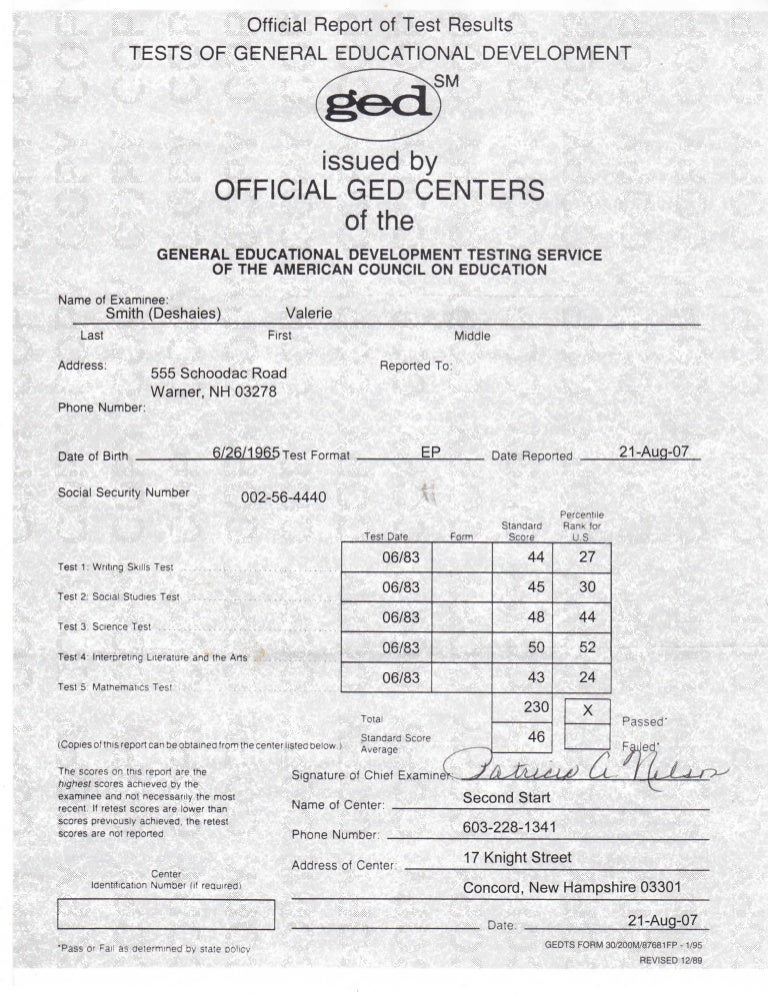 Official Report of Test Results
TESTS OF GENERAL EDUCATIONAL DEVELOPMENT
ged SM
issued by
OFFICIAL GED CENTERS
of the
GENERAL EDUCATIONAL DEVELOPMENT TESTING SERVICE
OF THE AMERICAN COUNCIL ON EDUCATION
Name of Examinee:
Smith (Deshaies) Valerie
Last First Middle
Address: Reported To:
555 Schoodac Road
Warner, NH 03278
Phone Number:
Date of Birth 6/26/1965 Test Format EP Date Reported 21-Aug-07
Social Security Number 002-56-4440
Test Date Form Standard Score Percentile Rank for U.S.
Test 1: Writing Skills Test 06/83 44 27
Test 2: Social Studies Test 06/83 45 30
Test 3: Science Test 06/83 48 44
Test 4: Interpreting Literature and the Arts 06/83 50 52
Test 5: Mathematics Test 06/83 43 24
Total 230 X Passed*
(Copies of this report can be obtained from the center listed below.) Standard Score Average 46 Failed*
The scores on this report are the
highest scores achieved by the
examinee and not necessarily the most
recent. If retest scores are lower than
scores previously achieved, the retest
scores are not reported.
Signature of Chief Examiner: Patricia A Nelson
Name of Center: Second Start
Phone Number: 603-228-1341
Address of Center: 17 Knight Street
Concord, New Hampshire 03301
Center
Identification Number (if required)
Date: 21-Aug-07
*Pass or Fail as determined by state policy
GEDTS FORM 30/200M/87681FP - 1/95
REVISED 12/89